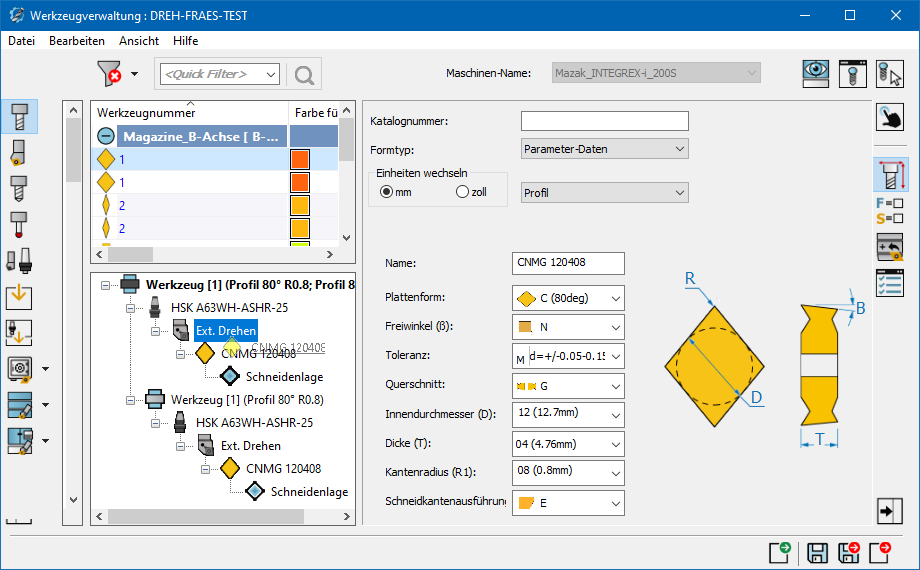 Werkzeugverwaltung : DREH-FRAES-TEST
Datei Bearbeiten Ansicht Hilfe
<Quick Filter>
Maschinen-Name: Mazak_INTEGREX-i_200S
Werkzeugnummer Farbe fü
Magazine_B-Achse [ B-...
1
1
2
2
Werkzeug [1] (Profil 80° R0.8; Profil 8
HSK A63WH-ASHR-25
Ext. Drehen
CNMG 120408
CNMG 120408
Schneidenlage
Werkzeug [1] (Profil 80° R0.8)
HSK A63WH-ASHR-25
Ext. Drehen
CNMG 120408
Schneidenlage
Katalognummer:
Formtyp: Parameter-Daten
Einheiten wechseln
mm zoll Profil
Name: CNMG 120408
Plattenform: C (80deg)
Freiwinkel (ß): N
Toleranz: M d=+/-0.05-0.15
Querschnitt: G
Innendurchmesser (D): 12 (12.7mm)
Dicke (T): 04 (4.76mm)
Kantenradius (R1): 08 (0.8mm)
Schneidkantenausführung E
R
B
D
T
F=
S=